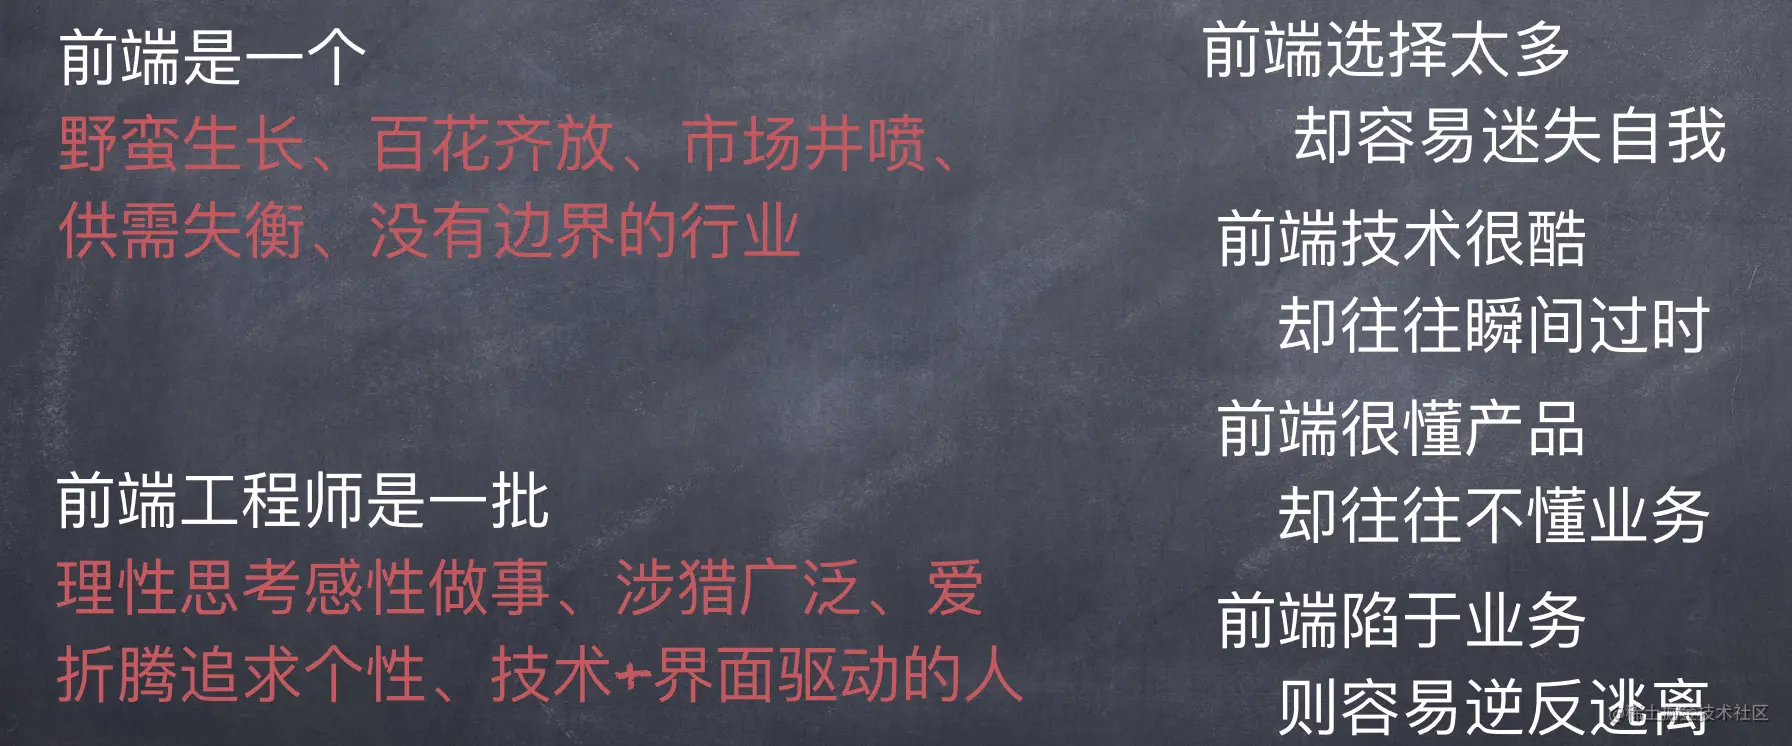 前端是一个
野蛮生长、百花齐放、市场井喷、
供需失衡、没有边界的行业
前端工程师是一批
理性思考感性做事、涉猎广泛、爱
折腾追求个性、技术+界面驱动的人
前端选择太多
却容易迷失自我
前端技术很酷
却往往瞬间过时
前端很懂产品
却往往不懂业务
前端陷于业务
则容易逆反逃离
@稀土掘金技术社区